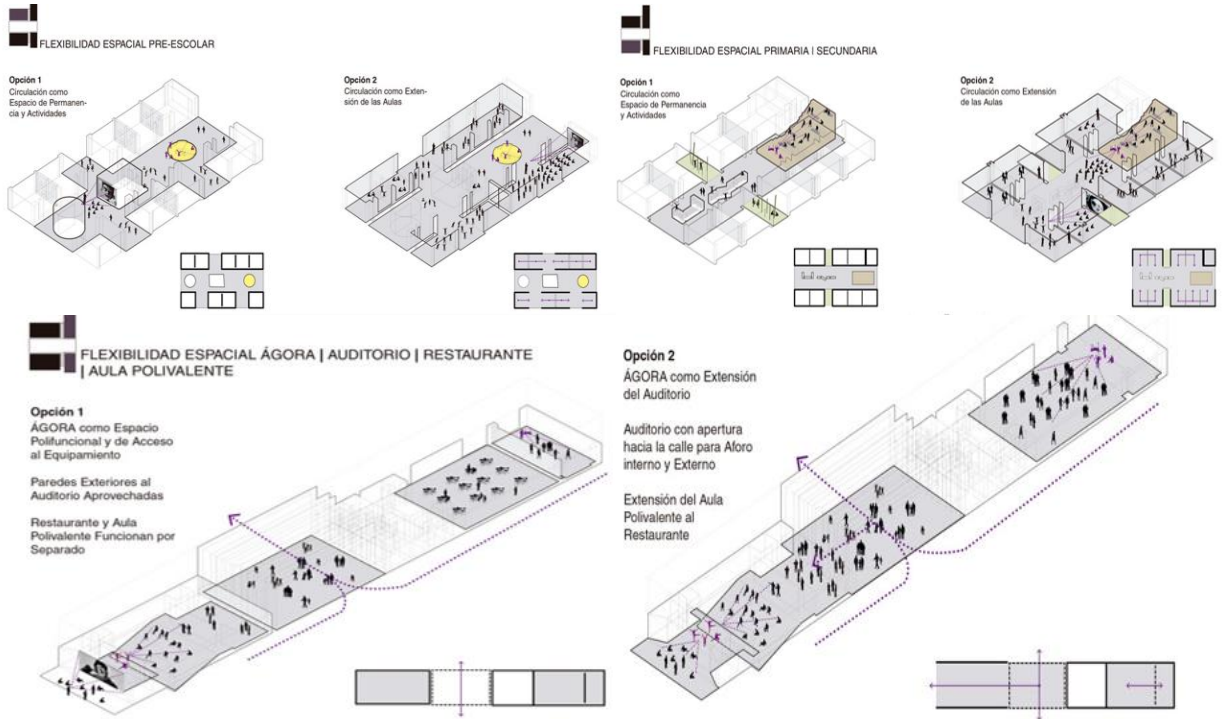 FLEXIBILIDAD ESPACIAL PRE-ESCOLAR
Opción 1
Circulación como
Espacio de Permanen-
cia y Actividades
Opción 2
Circulación como Exten-
sión de las Aulas
FLEXIBILIDAD ESPACIAL PRIMARIA | SECUNDARIA
Opción 1
Circulación como
Espacio de Permanencia
y Actividades
Opción 2
Circulación como Extensión
de las Aulas
FLEXIBILIDAD ESPACIAL ÁGORA | AUDITORIO | RESTAURANTE
| AULA POLIVALENTE
Opción 1
ÁGORA como Espacio
Polifuncional y de Acceso
al Equipamiento
Paredes Exteriores al
Auditorio Aprovechadas
Restaurante y Aula
Polivalente Funcionan por
Separado
Opción 2
ÁGORA como Extensión
del Auditorio
Auditorio con apertura
hacia la calle para Aforo
interno y Externo
Extensión del Aula
Polivalente al
Restaurante